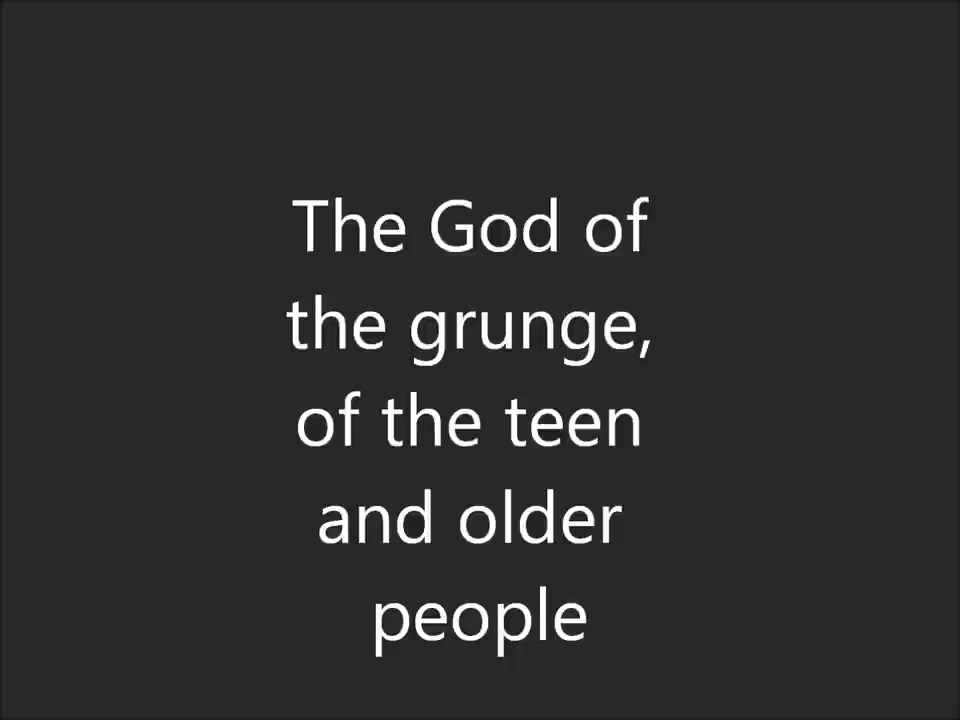 The God of
the grunge,
of the teen
and older
people